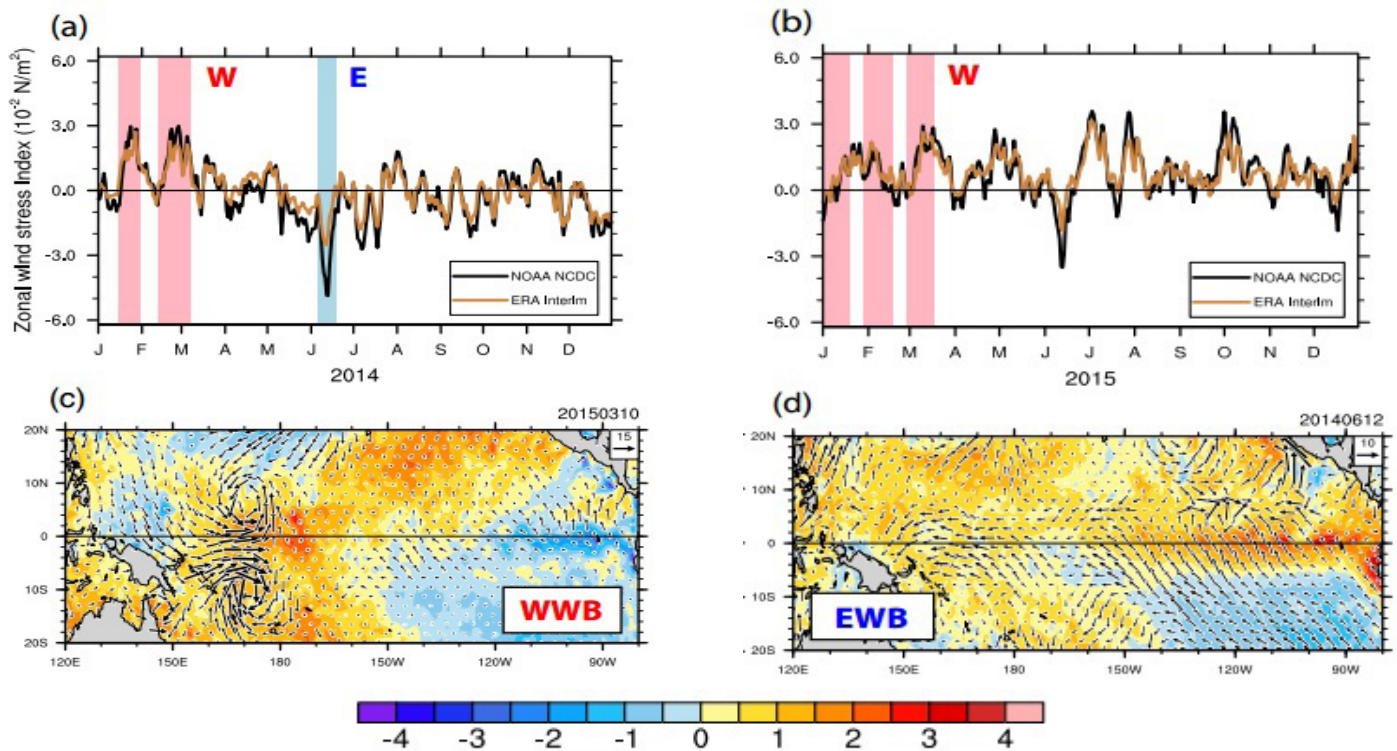 (a)
Zonal wInd stress Index (10⁻² N/m²)
6.0
3.0
0.0
-3.0
-6.0
W
E
NOAA NCDC
ERA InterIm
J F M A M J J A S O N D
2014
(b)
6.0
3.0
0.0
-3.0
-6.0
W
NOAA NCDC
ERA InterIm
J F M A M J J A S O N D
2015
(c)
20150310
20N
10N
0
10S
20S
15
WWB
120E 150E 180 150W 120W 90W
(d)
20140612
20N
10N
0
10S
20S
10
EWB
120E 150E 180 150W 120W 90W
-4 -3 -2 -1 0 1 2 3 4